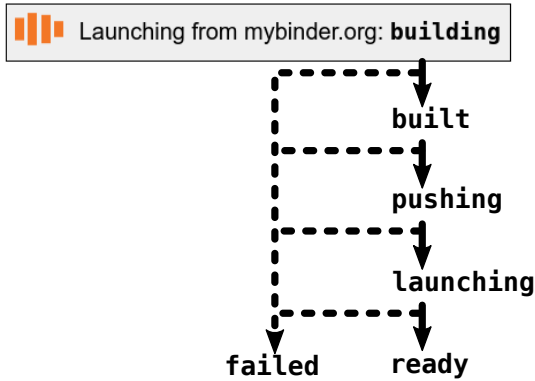 Launching from mybinder.org: building
built
pushing
launching
failed ready